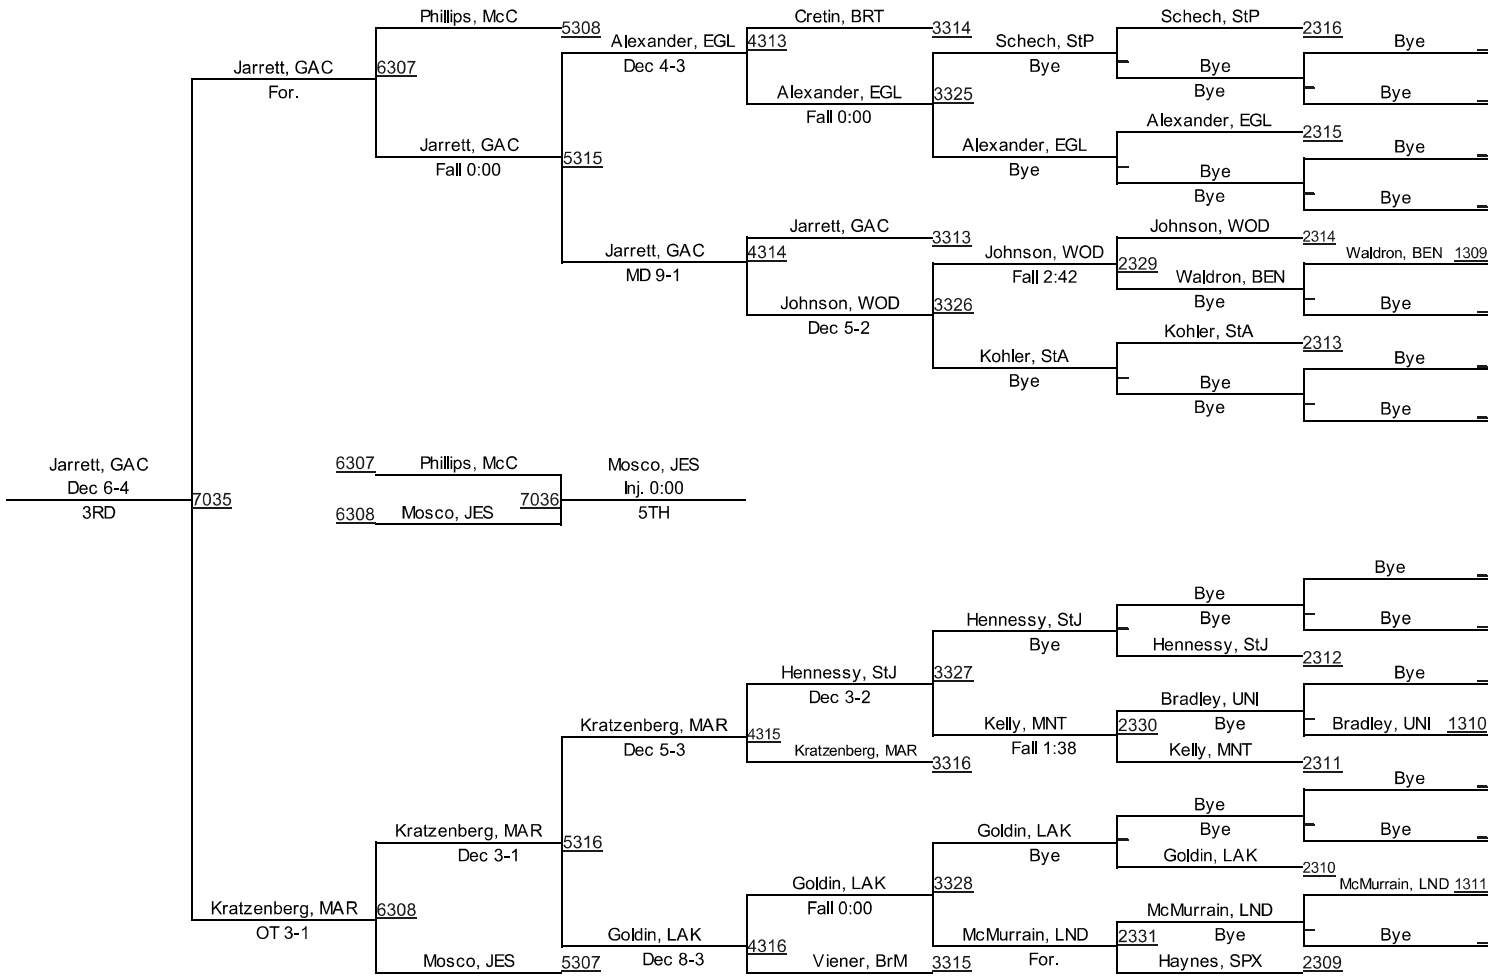 Phillips, McC
5308
Cretin, BRT
3314
Schech, StP
2316
Alexander, EGL
4313
Schech, StP
Bye
Jarrett, GAC
6307
Dec 4-3
Bye
Bye
For.
Alexander, EGL
3325
Bye
Bye
Fall 0:00
Alexander, EGL
2315
Jarrett, GAC
5315
Alexander, EGL
Bye
Fall 0:00
Bye
Bye
Bye
Bye
Jarrett, GAC
3313
Johnson, WOD
2314
Jarrett, GAC
4314
Johnson, WOD
2329
Waldron, BEN 1309
MD 9-1
Fall 2:42
Waldron, BEN
Johnson, WOD
3326
Bye
Bye
Dec 5-2
Kohler, StA
2313
Kohler, StA
Bye
Bye
Bye
Bye
Bye
Jarrett, GAC
6307
Phillips, McC
Mosco, JES
Dec 6-4
7035
7036
Inj. 0:00
3RD
6308
Mosco, JES
5TH
Bye
Bye
Hennessy, StJ
Bye
Bye
Bye
Hennessy, StJ
2312
Hennessy, StJ
3327
Bye
Dec 3-2
Bradley, UNI
Kratzenberg, MAR
4315
Kelly, MNT
2330
Bye
Bradley, UNI 1310
Dec 5-3
Kratzenberg, MAR
3316
Fall 1:38
Kelly, MNT
2311
Bye
Bye
Kratzenberg, MAR
5316
Goldin, LAK
Bye
Bye
Dec 3-1
Bye
Goldin, LAK
2310
Goldin, LAK
3328
McMurrain, LND 1311
Kratzenberg, MAR
6308
Fall 0:00
McMurrain, LND
OT 3-1
Goldin, LAK
4316
McMurrain, LND
2331
Bye
Bye
Mosco, JES
5307
Dec 8-3
Viener, BrM
3315
For.
Haynes, SPX
2309